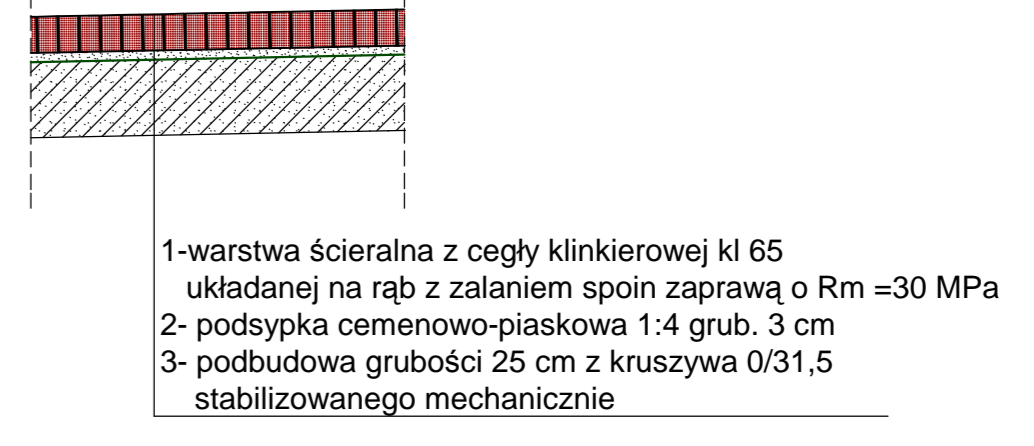 1-warstwa ścieralna z cegły klinkierowej kl 65
układanej na rąb z zalaniem spoin zaprawą o Rm =30 MPa
2- podsypka cemenowo-piaskowa 1:4 grub. 3 cm
3- podbudowa grubości 25 cm z kruszywa 0/31,5
stabilizowanego mechanicznie